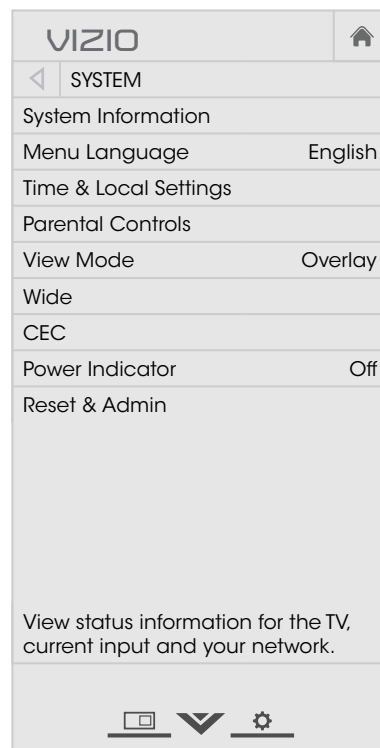 VIZIO
SYSTEM
System Information
Menu Language English
Time & Local Settings
Parental Controls
View Mode Overlay
Wide
CEC
Power Indicator Off
Reset & Admin
View status information for the TV,
current input and your network.